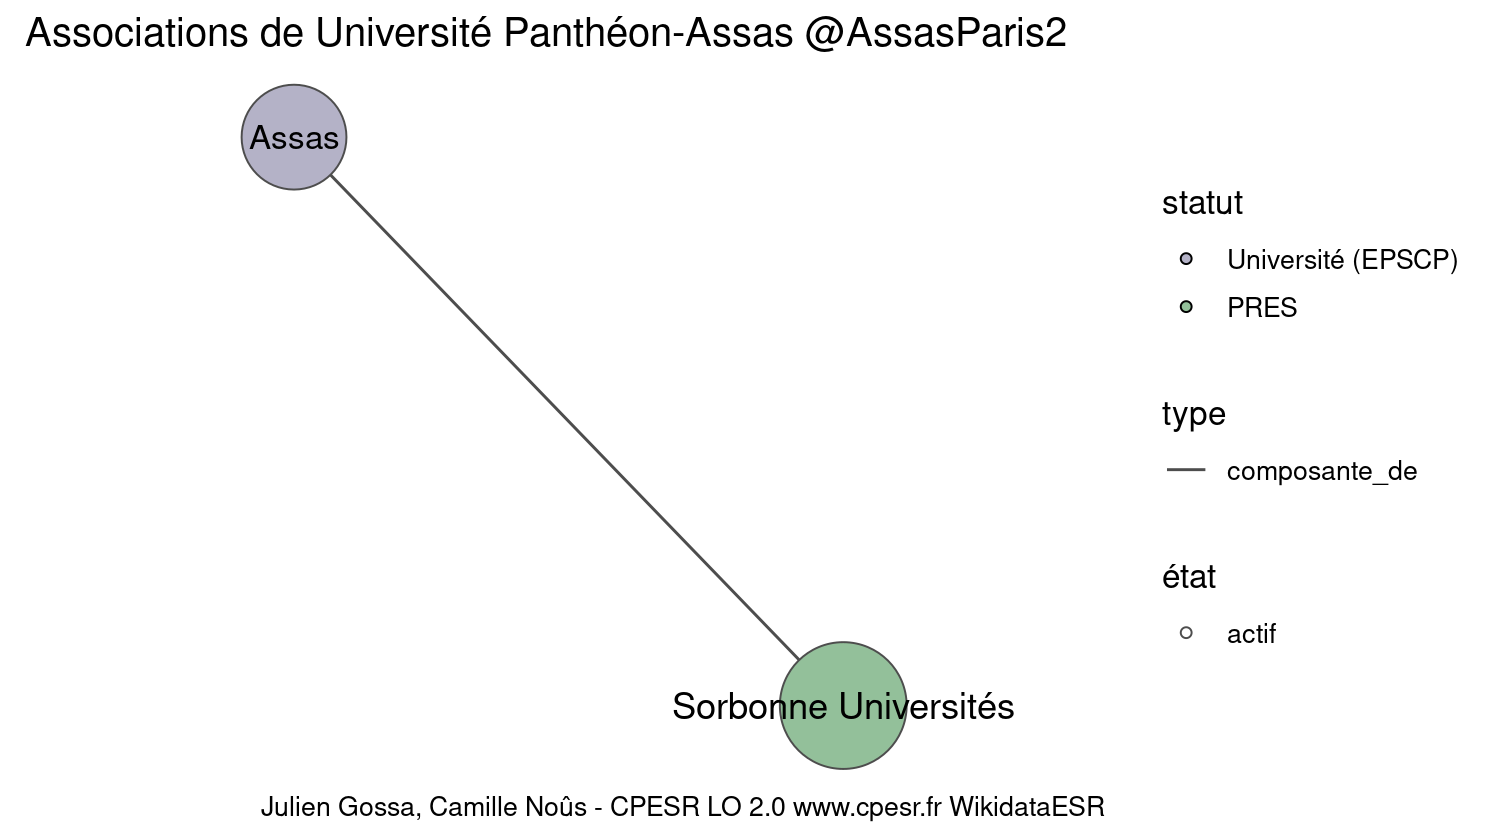 Associations de Université Panthéon-Assas @AssasParis2
Assas
statut
Université (EPSCP)
PRES
type
composante_de
état
actif
Sorbonne Universités
Julien Gossa, Camille Noûs - CPESR LO 2.0 www.cpesr.fr WikidataESR